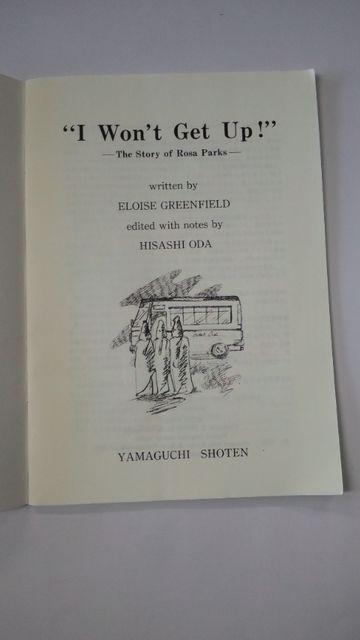 "I Won't Get Up!"
—The Story of Rosa Parks—
written by
ELOISE GREENFIELD
edited with notes by
HISASHI ODA
YAMAGUCHI SHOTEN